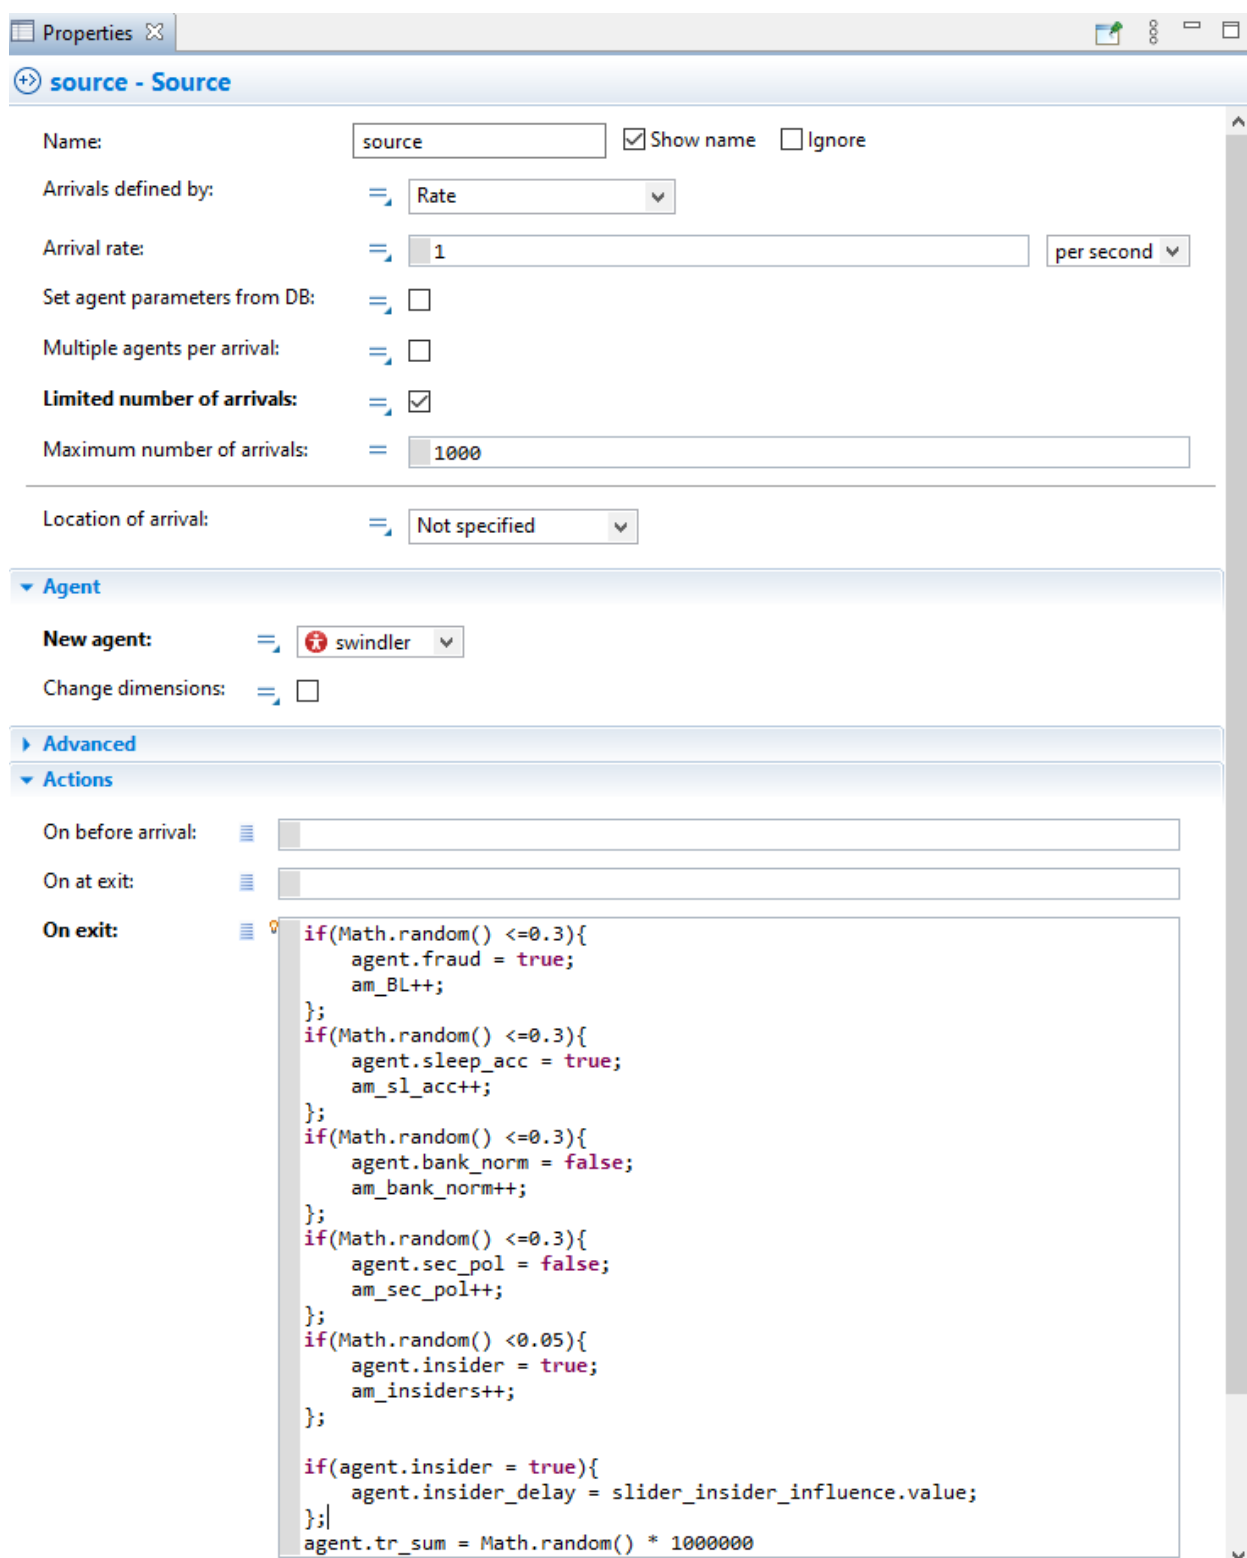 Properties
source - Source
Name: source Show name Ignore
Arrivals defined by: Rate
Arrival rate: 1 per second
Set agent parameters from DB:
Multiple agents per arrival:
Limited number of arrivals:
Maximum number of arrivals: 1000
Location of arrival: Not specified
Agent
New agent: swindler
Change dimensions:
Advanced
Actions
On before arrival:
On at exit:
On exit:
if(Math.random() <=0.3){
    agent.fraud = true;
    am_BL++;
};
if(Math.random() <=0.3){
    agent.sleep_acc = true;
    am_sl_acc++;
};
if(Math.random() <=0.3){
    agent.bank_norm = false;
    am_bank_norm++;
};
if(Math.random() <=0.3){
    agent.sec_pol = false;
    am_sec_pol++;
};
if(Math.random() <0.05){
    agent.insider = true;
    am_insiders++;
};
if(agent.insider = true){
    agent.insider_delay = slider_insider_influence.value;
};
agent.tr_sum = Math.random() * 1000000